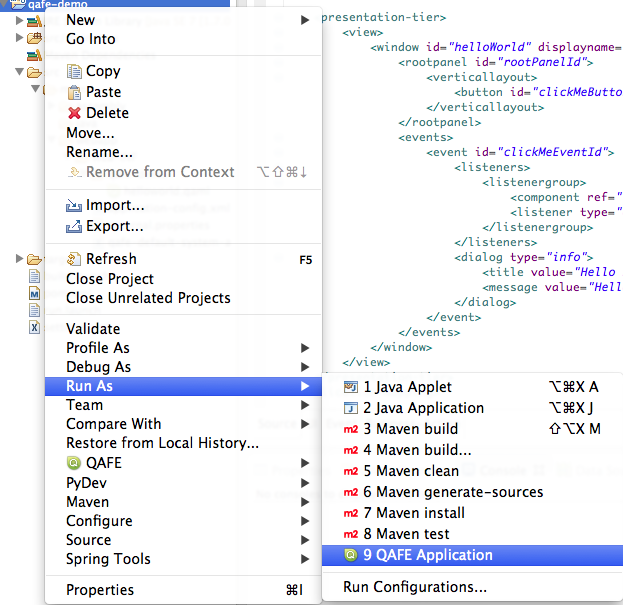 qafe-demo
New
Go Into
Copy
Paste
Delete
Move...
Rename...
Remove from Context ⌥⇧⌘↓
Import...
Export...
Refresh F5
Close Project
Close Unrelated Projects
Validate
Profile As
Debug As
Run As
Team
Compare With
Restore from Local History...
QAFE
PyDev
Maven
Configure
Source
Spring Tools
Properties ⌘I
presentation-tier>
<view>
<window id="helloWorld" displayname=
<rootpanel id="rootPanelId">
<verticallayout>
<button id="clickMeButto
</verticallayout>
</rootpanel>
<events>
<event id="clickMeEventId">
<listeners>
<listenergroup>
<component ref="
<listener type="
</listenergroup>
</listeners>
<dialog type="info">
<title value="Hello
<message value="Hell
</dialog>
</event>
</events>
</window>
</view>
1 Java Applet ⌥⌘X A
2 Java Application ⌥⌘X J
m2 3 Maven build ⇧⌥X M
m2 4 Maven build...
m2 5 Maven clean
m2 6 Maven generate-sources
m2 7 Maven install
m2 8 Maven test
9 QAFE Application
Run Configurations...